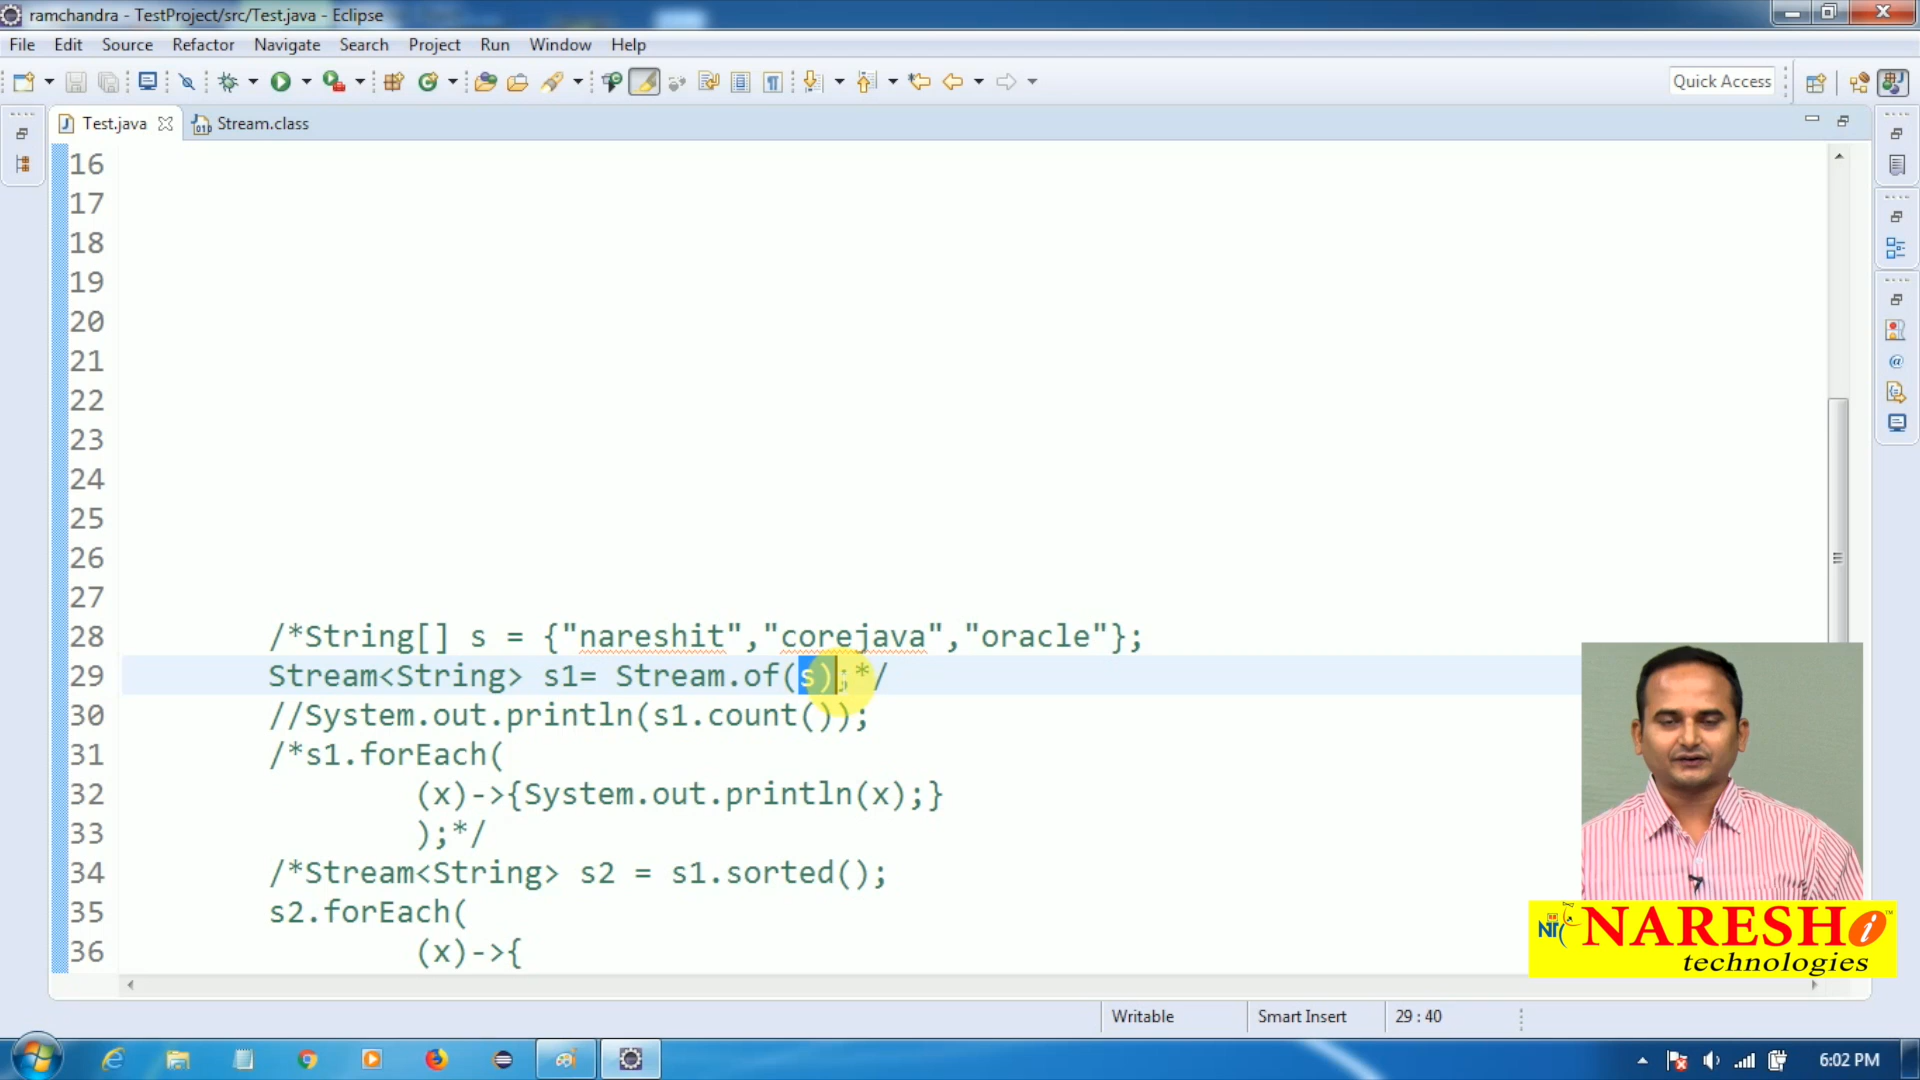 ramchandra - TestProject/src/Test.java - Eclipse
File Edit Source Refactor Navigate Search Project Run Window Help
Quick Access
Test.java Stream.class
16
17
18
19
20
21
22
23
24
25
26
27
28 /*String[] s = {"nareshit","corejava","oracle"};
29 Stream<String> s1= Stream.of(s);*/
30 //System.out.println(s1.count());
31 /*s1.forEach(
32 (x)->{System.out.println(x);}
33 );*/
34 /*Stream<String> s2 = s1.sorted();
35 s2.forEach(
36 (x)->{
NARESH i
technologies
Writable Smart Insert 29 : 40
6:02 PM